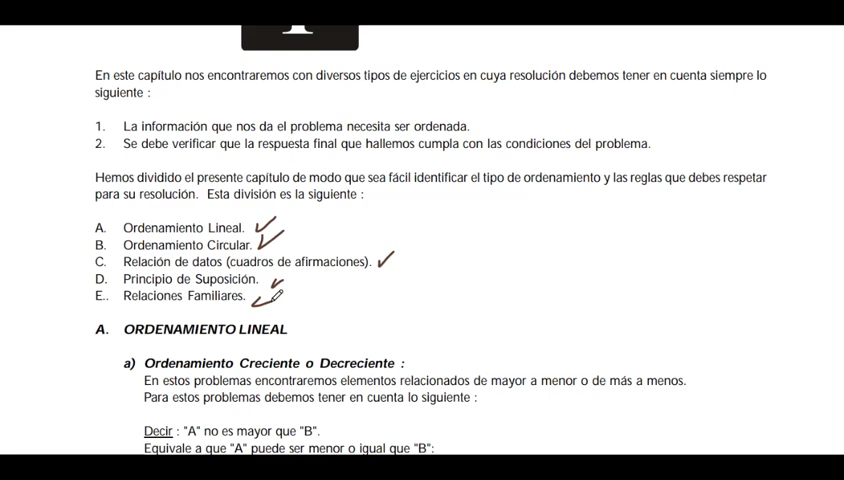 En este capítulo nos encontraremos con diversos tipos de ejercicios en cuya resolución debemos tener en cuenta siempre lo
siguiente :
1. La información que nos da el problema necesita ser ordenada.
2. Se debe verificar que la respuesta final que hallemos cumpla con las condiciones del problema.
Hemos dividido el presente capítulo de modo que sea fácil identificar el tipo de ordenamiento y las reglas que debes respetar
para su resolución. Esta división es la siguiente :
A. Ordenamiento Lineal.
B. Ordenamiento Circular.
C. Relación de datos (cuadros de afirmaciones).
D. Principio de Suposición.
E.. Relaciones Familiares.
A. ORDENAMIENTO LINEAL
a) Ordenamiento Creciente o Decreciente :
En estos problemas encontraremos elementos relacionados de mayor a menor o de más a menos.
Para estos problemas debemos tener en cuenta lo siguiente :
Decir : "A" no es mayor que "B".
Equivale a que "A" puede ser menor o igual que "B":